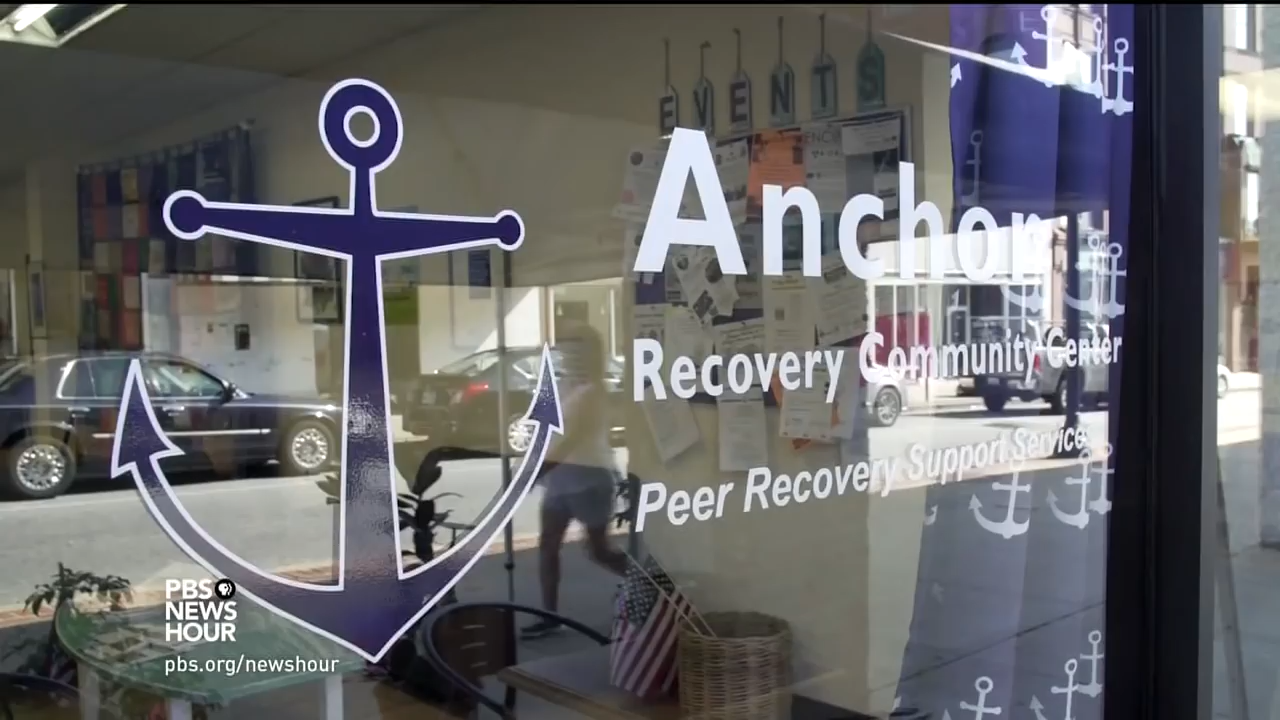 EVENTS
Anchor
Recovery Community Center
Peer Recovery Support Services
PBS
NEWS
HOUR
pbs.org/newshour